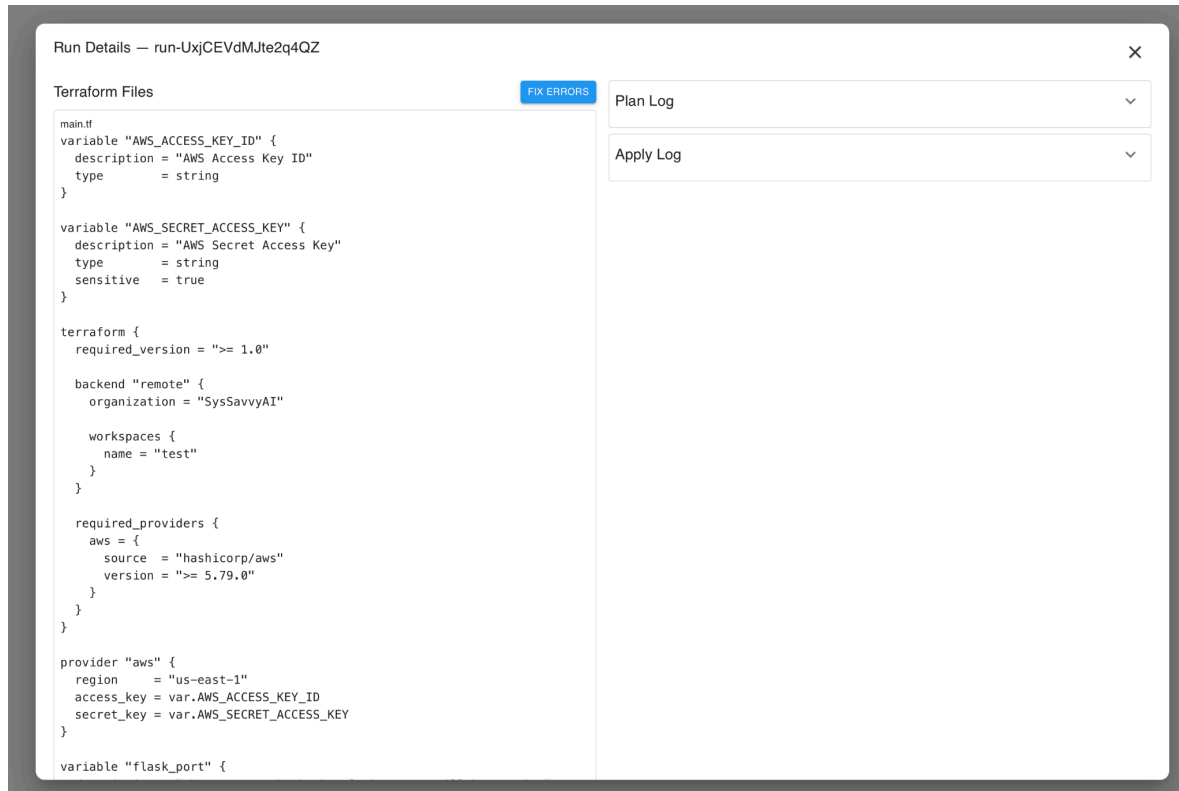 Run Details — run-UxjCEVdMJte2q4QZ
Terraform Files
FIX ERRORS
main.tf
variable "AWS_ACCESS_KEY_ID" {
  description = "AWS Access Key ID"
  type        = string
}

variable "AWS_SECRET_ACCESS_KEY" {
  description = "AWS Secret Access Key"
  type        = string
  sensitive   = true
}

terraform {
  required_version = ">= 1.0"

  backend "remote" {
    organization = "SysSavvyAI"

    workspaces {
      name = "test"
    }
  }

  required_providers {
    aws = {
      source  = "hashicorp/aws"
      version = ">= 5.79.0"
    }
  }
}

provider "aws" {
  region     = "us-east-1"
  access_key = var.AWS_ACCESS_KEY_ID
  secret_key = var.AWS_SECRET_ACCESS_KEY
}

variable "flask_port" {
Plan Log
Apply Log